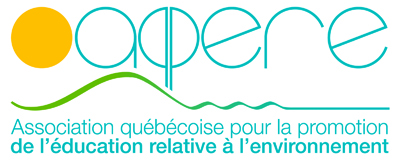 aqpere
Association québécoise pour la promotion
de l'éducation relative à l'environnement